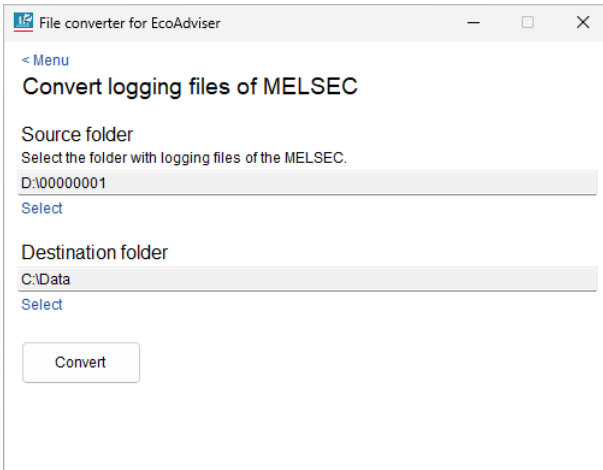 File converter for EcoAdviser
< Menu
Convert logging files of MELSEC
Source folder
Select the folder with logging files of the MELSEC.
D:\00000001
Select
Destination folder
C:\Data
Select
Convert